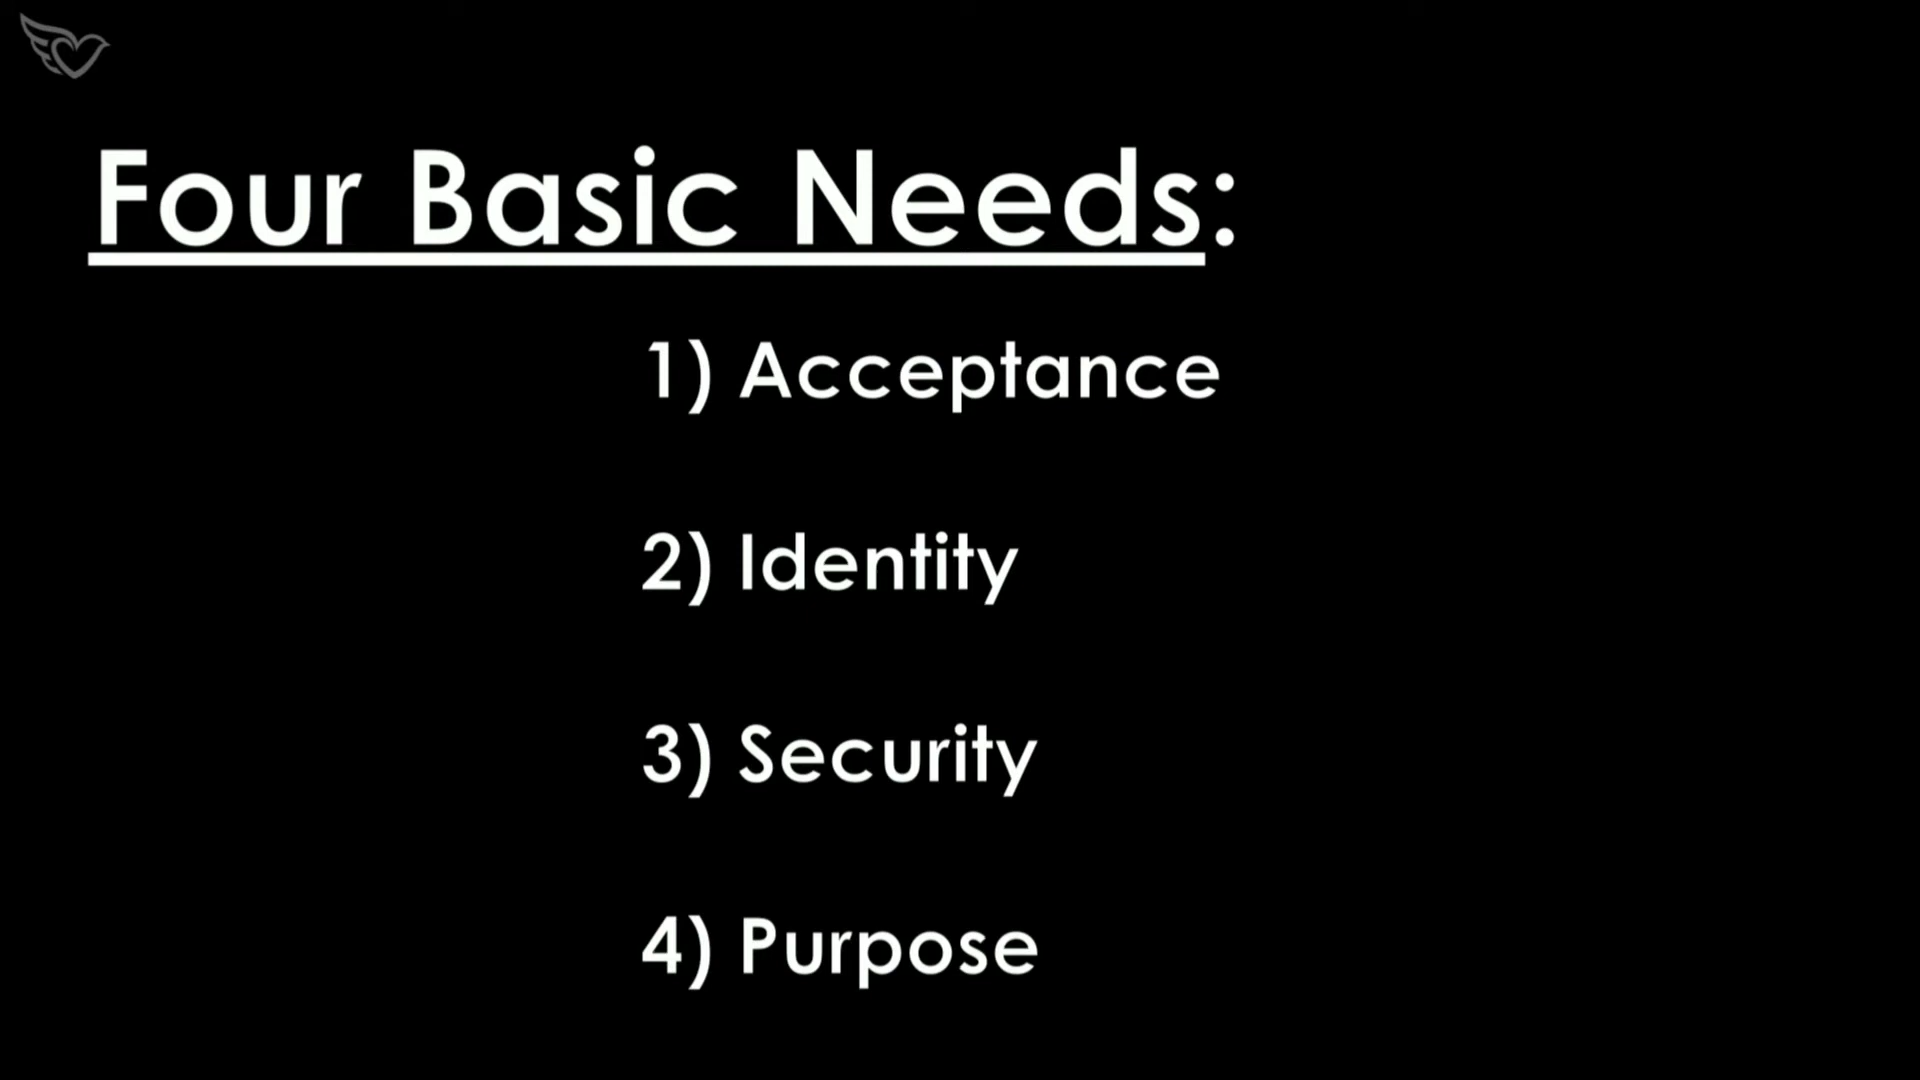 Four Basic Needs:
1) Acceptance
2) Identity
3) Security
4) Purpose